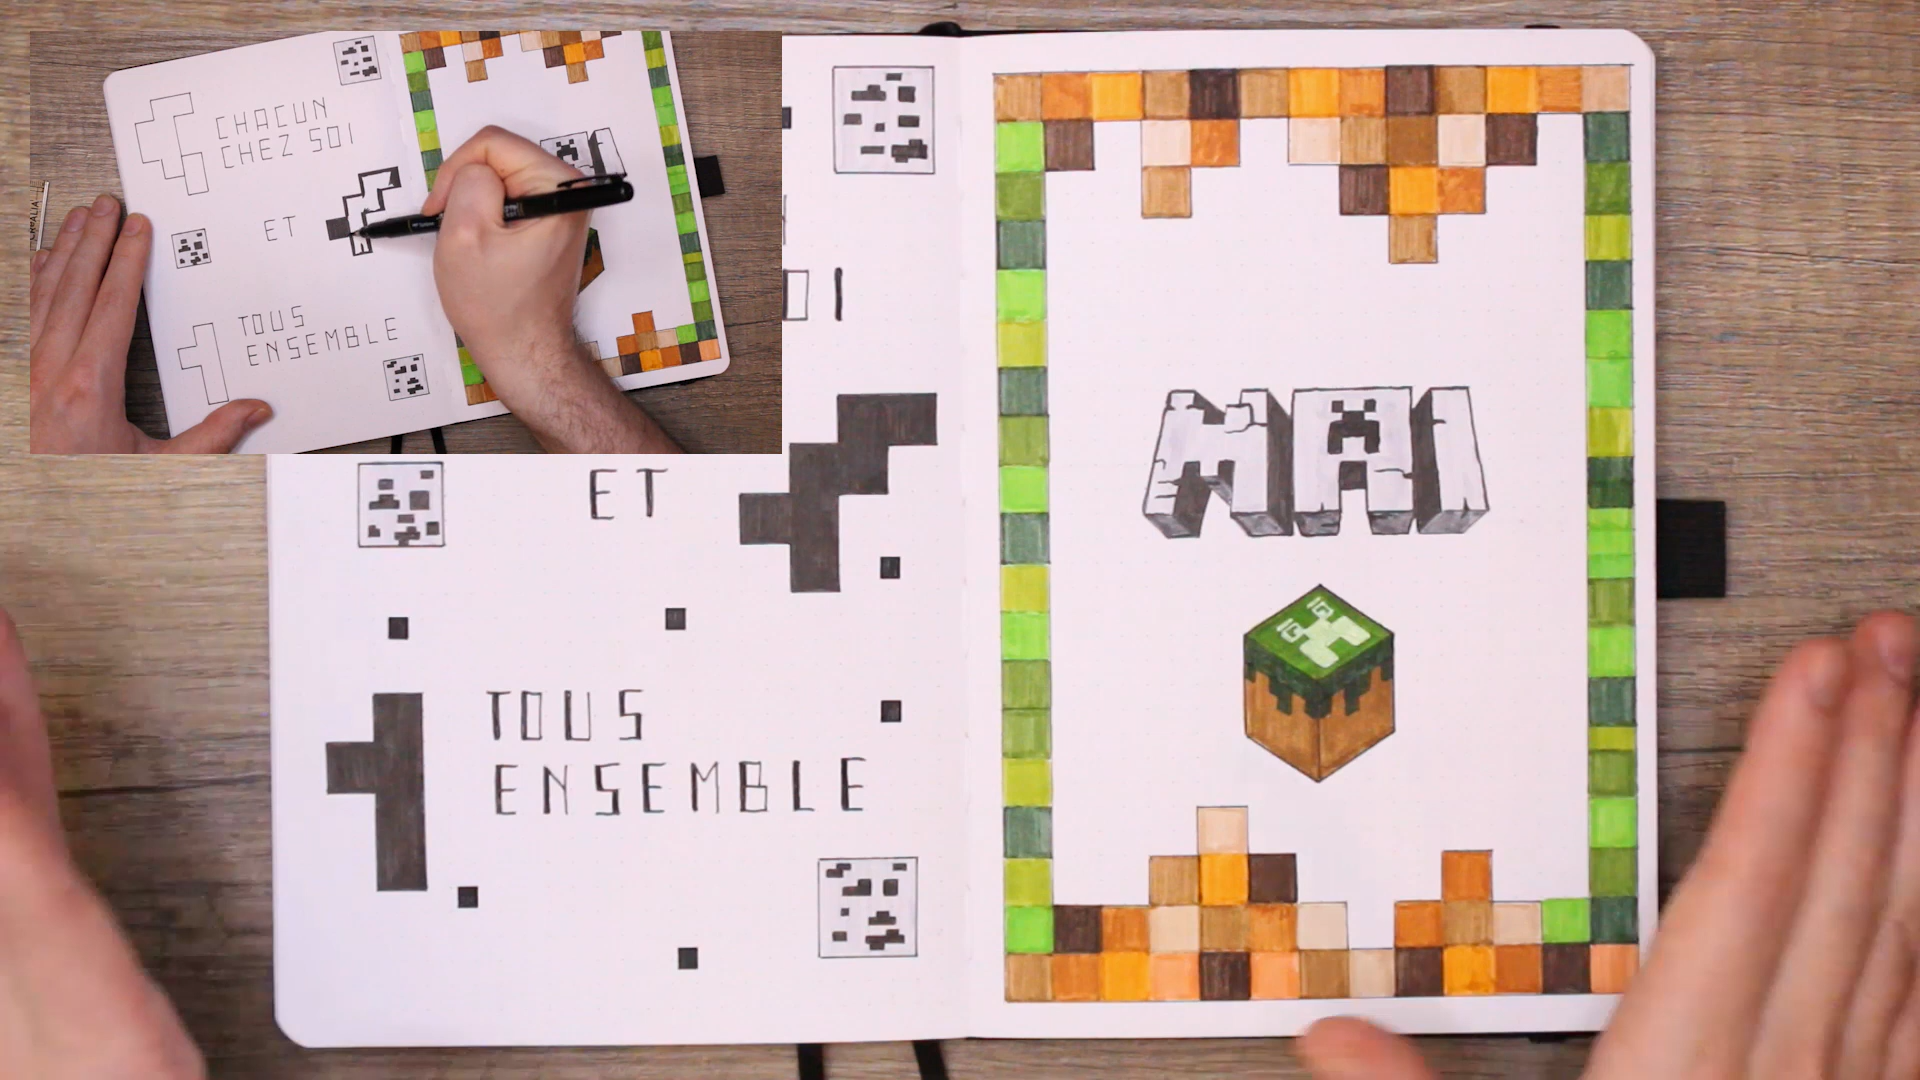 CHACUN
CHEZ SOI
ET
TOUS
ENSEMBLE
ET
TOUS
ENSEMBLE
MAI